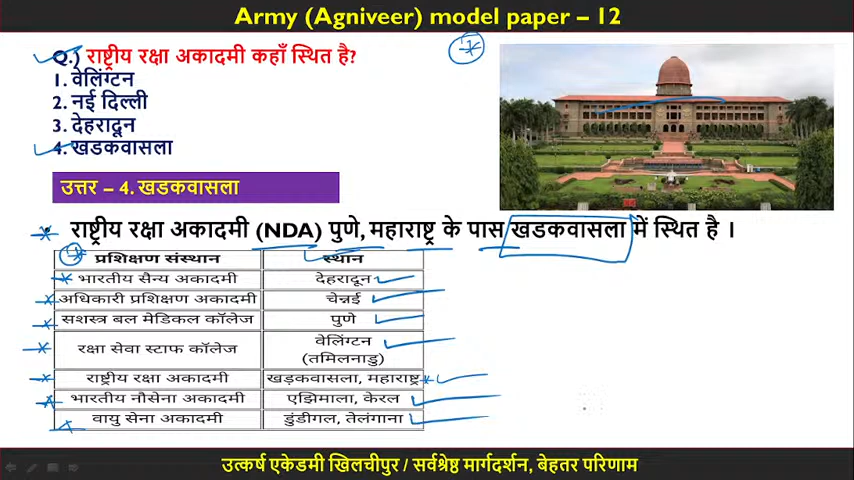 Army (Agniveer) model paper – 12
Q.) राष्ट्रीय रक्षा अकादमी कहाँ स्थित है?
1. वेलिंग्टन
2. नई दिल्ली
3. देहरादून
4. खडकवासला
उत्तर – 4. खडकवासला
राष्ट्रीय रक्षा अकादमी (NDA) पुणे, महाराष्ट्र के पास खडकवासला में स्थित है ।
प्रशिक्षण संस्थान स्थान
भारतीय सैन्य अकादमी देहरादून
अधिकारी प्रशिक्षण अकादमी चेन्नई
सशस्त्र बल मेडिकल कॉलेज पुणे
रक्षा सेवा स्टाफ कॉलेज वेलिंग्टन
(तमिलनाडु)
राष्ट्रीय रक्षा अकादमी खड़कवासला, महाराष्ट्र
भारतीय नौसेना अकादमी एझिमाला, केरल
वायु सेना अकादमी डुंडीगल, तेलंगाना
उत्कर्ष एकेडमी खिलचीपुर / सर्वश्रेष्ठ मार्गदर्शन, बेहतर परिणाम